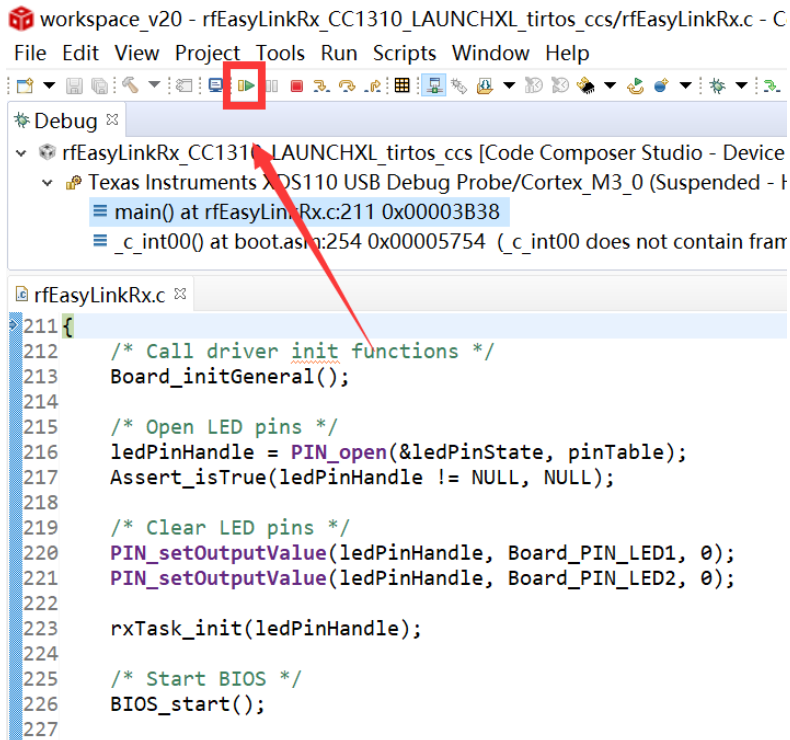 workspace_v20 - rfEasyLinkRx_CC1310_LAUNCHXL_tirtos_ccs/rfEasyLinkRx.c - C
File Edit View Project Tools Run Scripts Window Help
Debug
rfEasyLinkRx_CC1310_LAUNCHXL_tirtos_ccs [Code Composer Studio - Device
Texas Instruments XDS110 USB Debug Probe/Cortex_M3_0 (Suspended - H
main() at rfEasyLinkRx.c:211 0x00003B38
_c_int00() at boot.asm:254 0x00005754 (_c_int00 does not contain fram
rfEasyLinkRx.c
211 {
212 /* Call driver init functions */
213 Board_initGeneral();
214
215 /* Open LED pins */
216 ledPinHandle = PIN_open(&ledPinState, pinTable);
217 Assert_isTrue(ledPinHandle != NULL, NULL);
218
219 /* Clear LED pins */
220 PIN_setOutputValue(ledPinHandle, Board_PIN_LED1, 0);
221 PIN_setOutputValue(ledPinHandle, Board_PIN_LED2, 0);
222
223 rxTask_init(ledPinHandle);
224
225 /* Start BIOS */
226 BIOS_start();
227